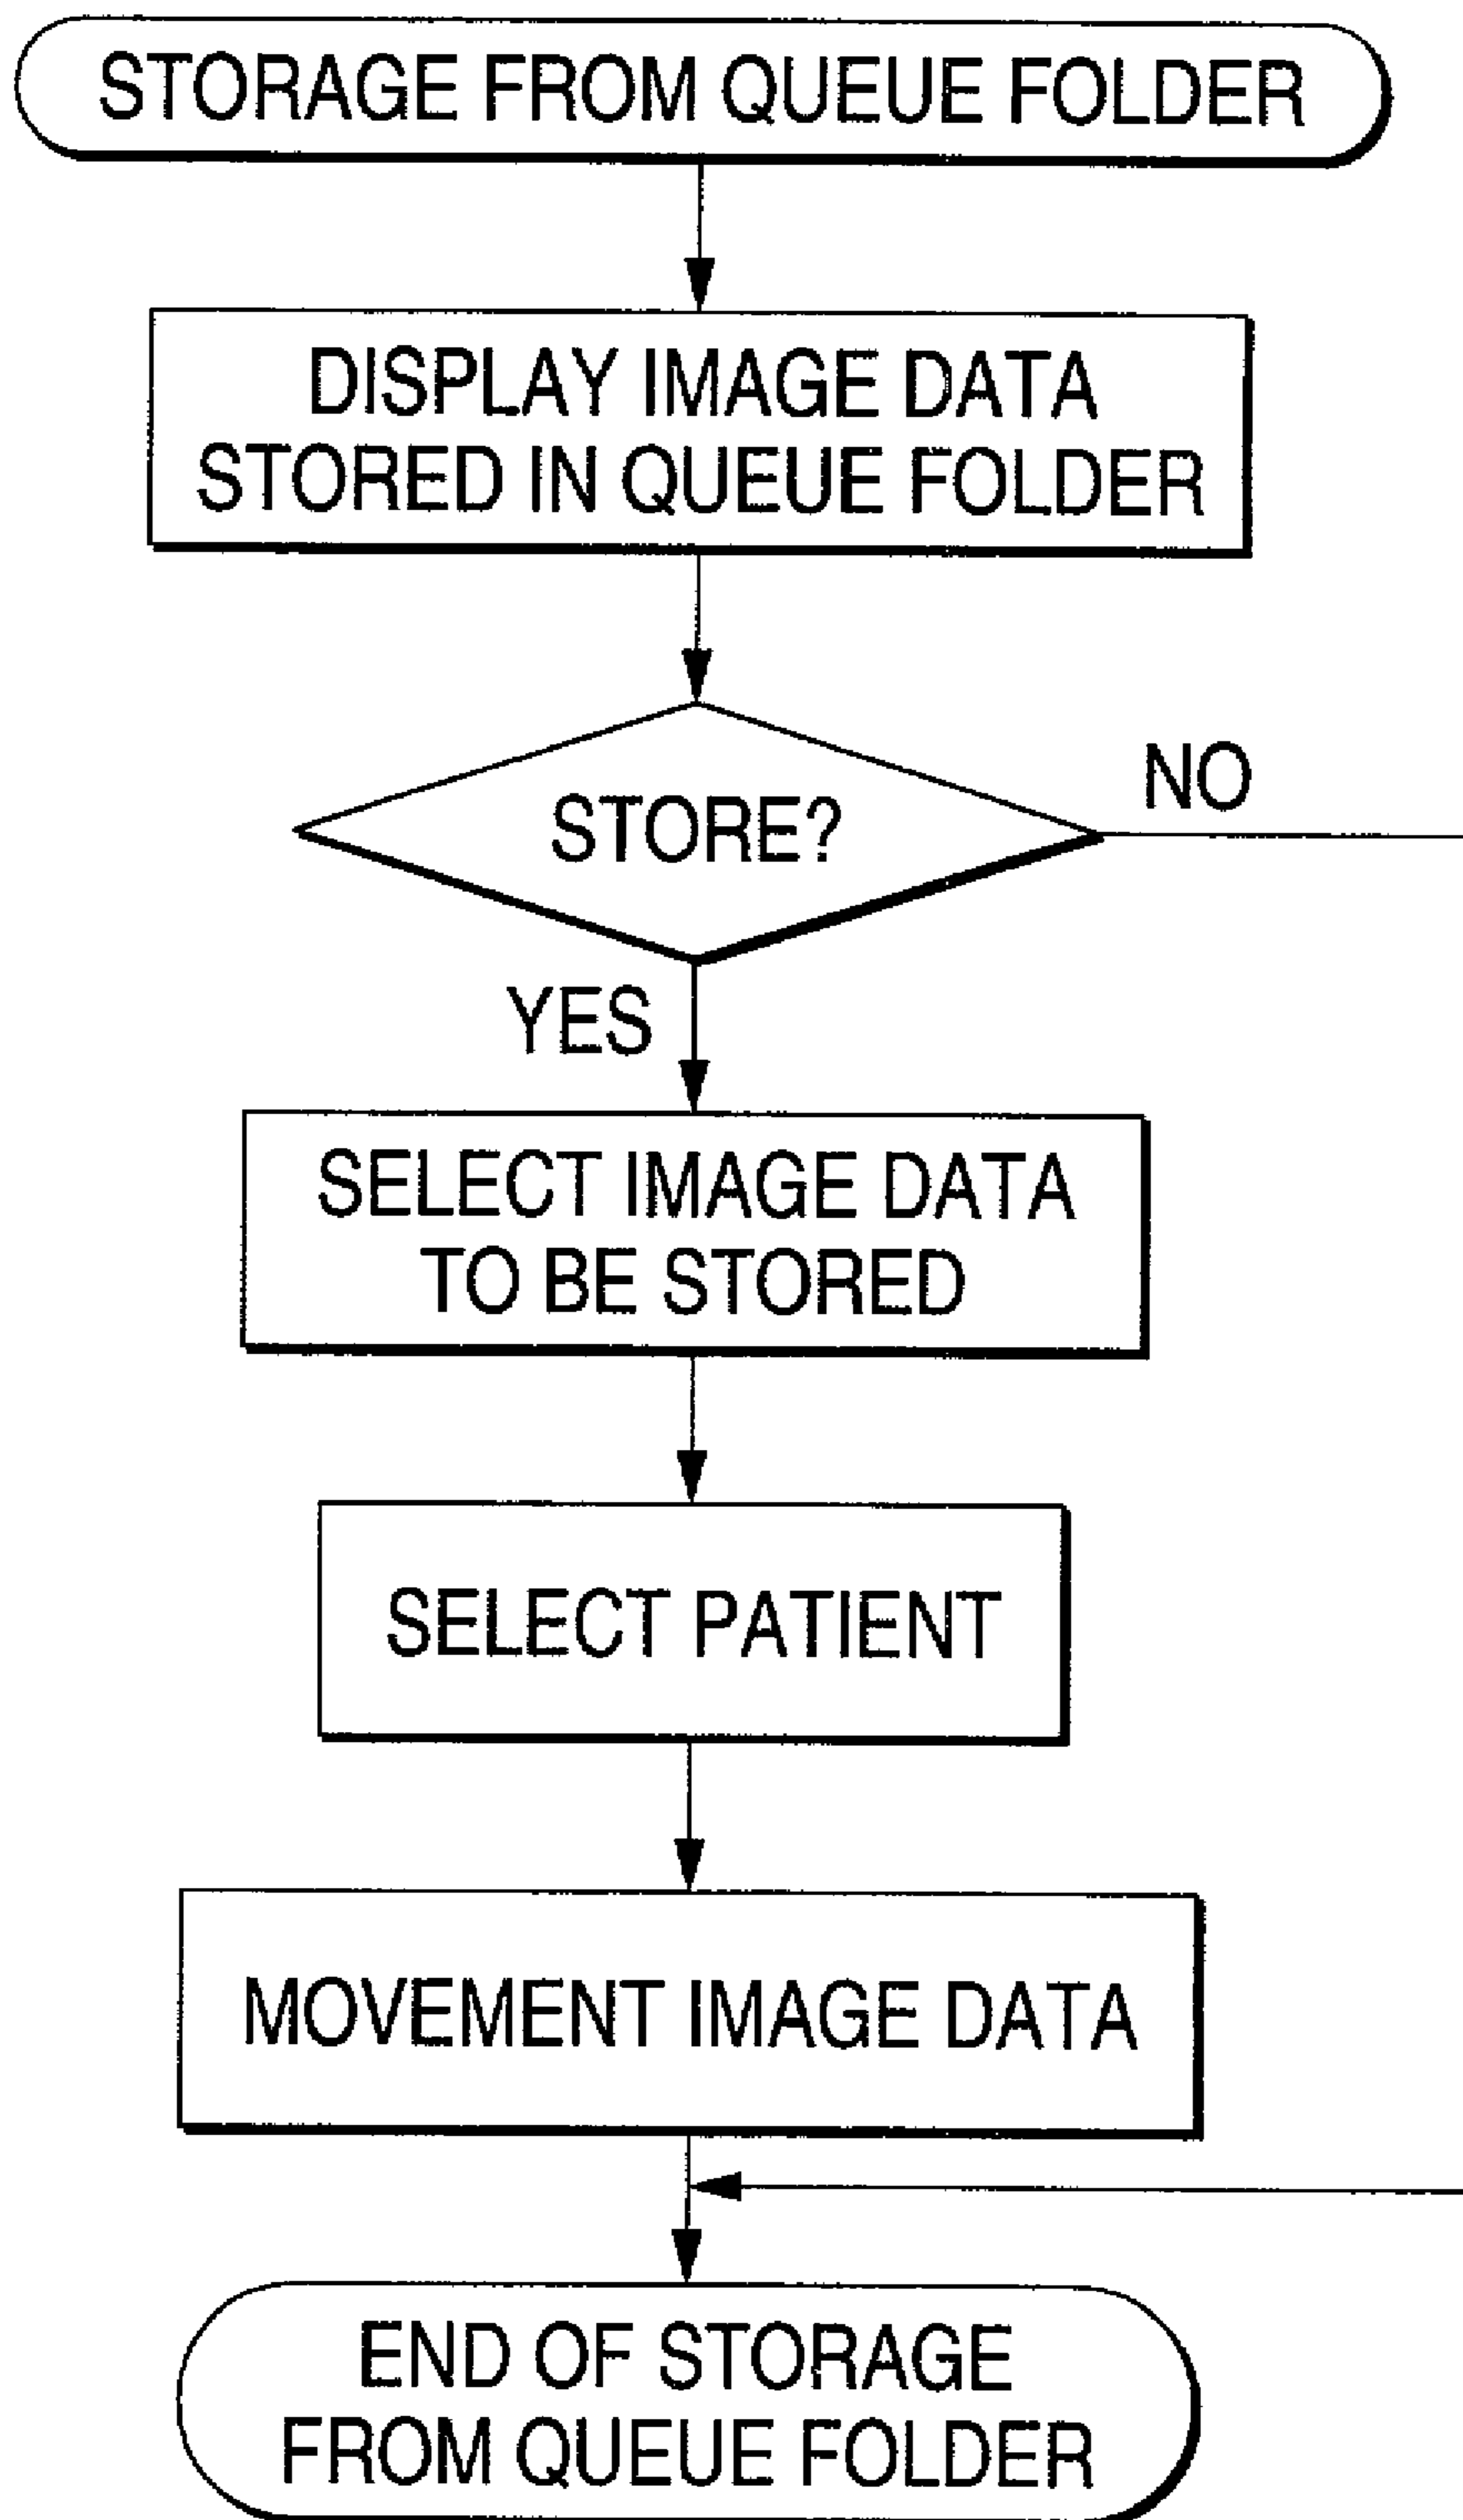 STORAGE FROM QUEUE FOLDER
DISPLAY IMAGE DATA
STORED IN QUEUE FOLDER
STORE?
NO
YES
SELECT IMAGE DATA
TO BE STORED
SELECT PATIENT
MOVEMENT IMAGE DATA
END OF STORAGE
FROM QUEUE FOLDER